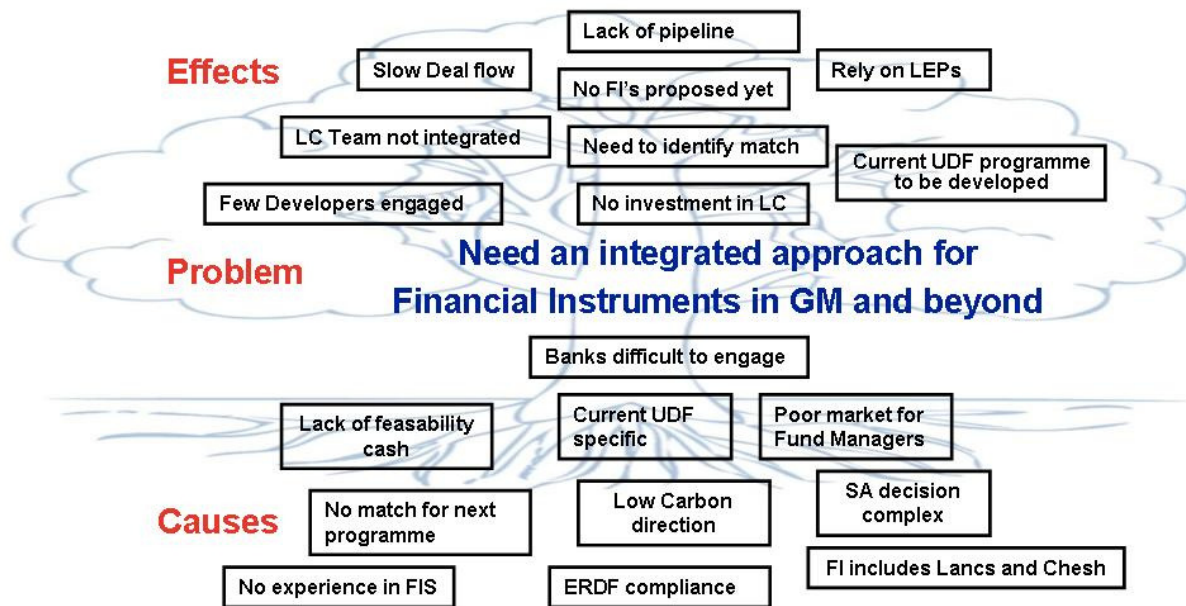 Lack of pipeline
Effects
Slow Deal flow
Rely on LEPs
No FI's proposed yet
LC Team not integrated
Need to identify match
Current UDF programme
to be developed
Few Developers engaged
No investment in LC
Need an integrated approach for
Problem
Financial Instruments in GM and beyond
Banks difficult to engage
Lack of feasability
cash
Current UDF
specific
Poor market for
Fund Managers
Causes
No match for next
programme
Low Carbon
direction
SA decision
complex
FI includes Lancs and Chesh
No experience in FIS
ERDF compliance